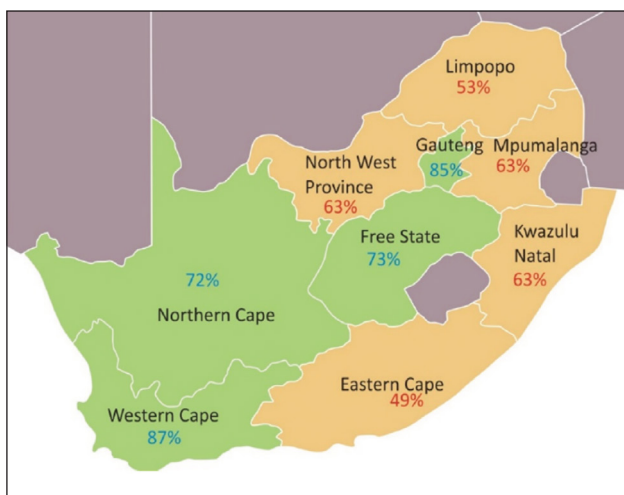 Limpopo
53%
Gauteng
85%
Mpumalanga
63%
North West
Province
63%
Free State
73%
Kwazulu
Natal
63%
72%
Northern Cape
Eastern Cape
49%
Western Cape
87%